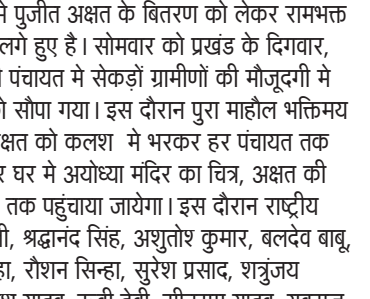 मे पुजीत अक्षत के बितरण को लेकर रामभक्त
लगे हुए है। सोमवार को प्रखंड के दिगवार,
पंचायत मे सेकड़ों ग्रामीणों की मौजूदगी मे
सौपा गया। इस दौरान पुरा माहौल भक्तिमय
अक्षत को कलश मे भरकर हर पंचायत तक
घर मे अयोध्या मंदिर का चित्र, अक्षत की
तक पहुंचाया जायेगा। इस दौरान राष्ट्रीय
श्रद्धानंद सिंह, अशुतोश कुमार, बलदेव बाबू,
रौशन सिन्हा, सुरेश प्रसाद, शत्रुंजय